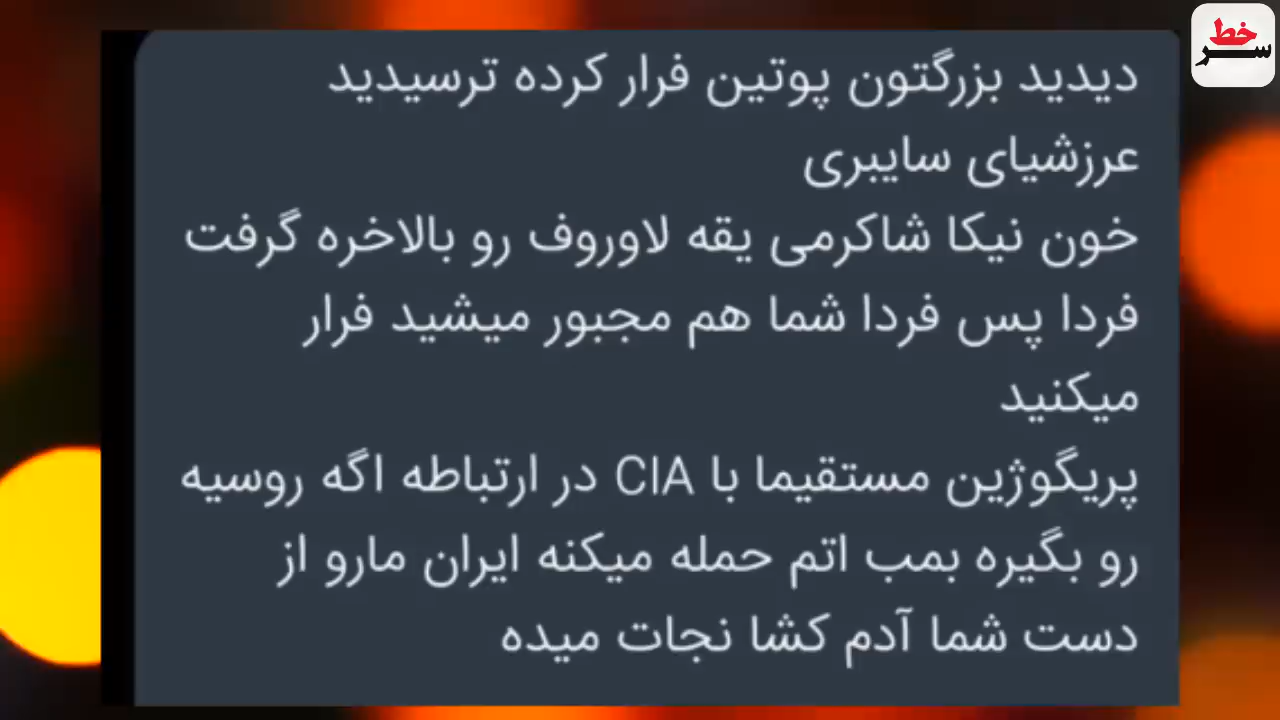 خط
سر
دیدید بزرگتون پوتین فرار کرده ترسیدید
عرزشیای سایبری
خون نیکا شاکرمی یقه لاوروف رو بالاخره گرفت
فردا پس فردا شما هم مجبور میشید فرار
میکنید
پریگوژین مستقیما با CIA در ارتباطه اگه روسیه
رو بگیره بمب اتم حمله میکنه ایران مارو از
دست شما آدم کشا نجات میده